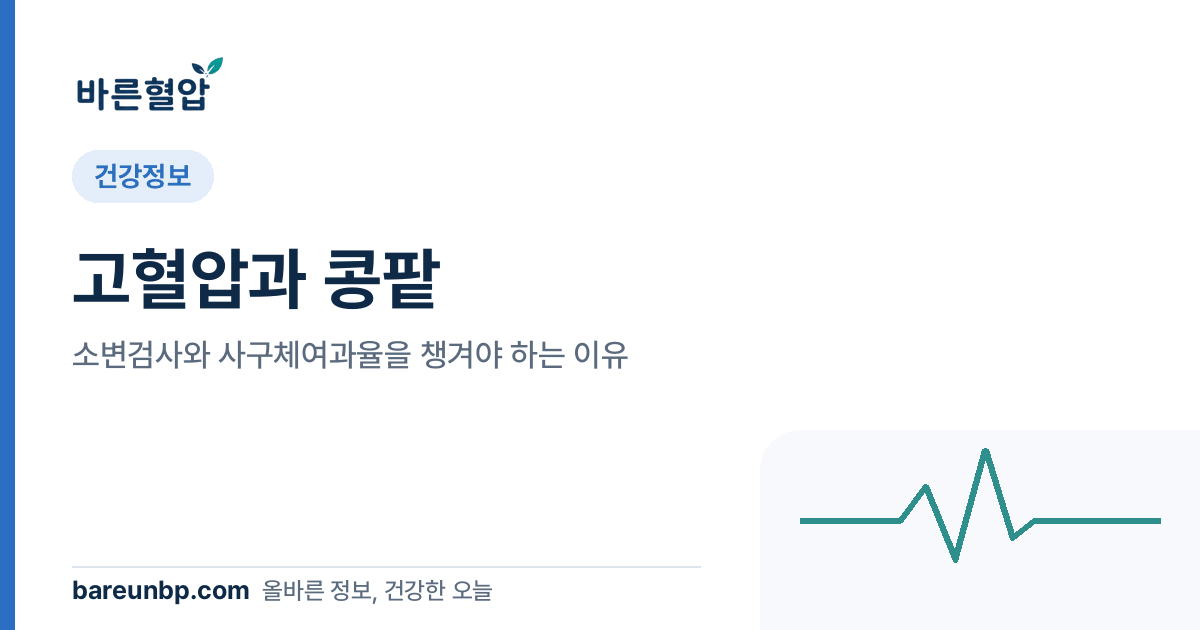 바른혈압
건강정보
고혈압과 콩팥
소변검사와 사구체여과율을 챙겨야 하는 이유
bareunbp.com 올바른 정보, 건강한 오늘